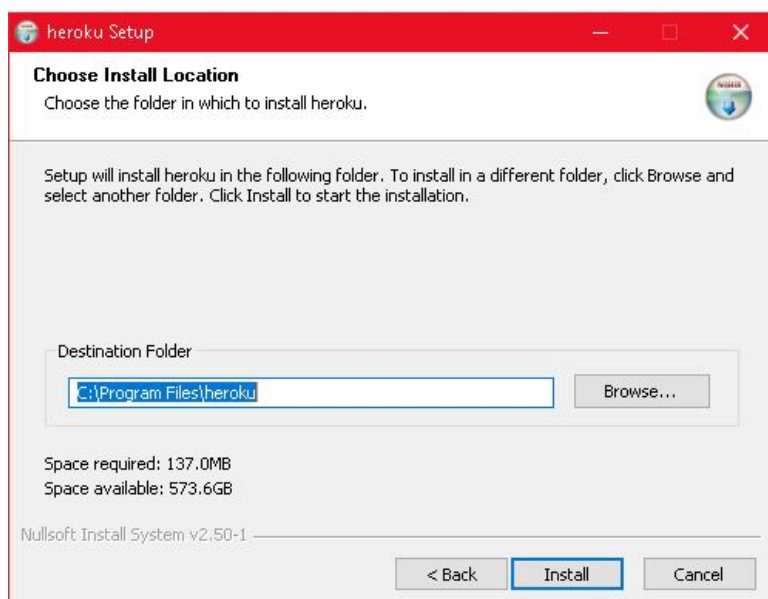 heroku Setup
Choose Install Location
Choose the folder in which to install heroku.
Setup will install heroku in the following folder. To install in a different folder, click Browse and
select another folder. Click Install to start the installation.
Destination Folder
C:\Program Files\heroku
Browse...
Space required: 137.0MB
Space available: 573.6GB
Nullsoft Install System v2.50-1
< Back Install Cancel